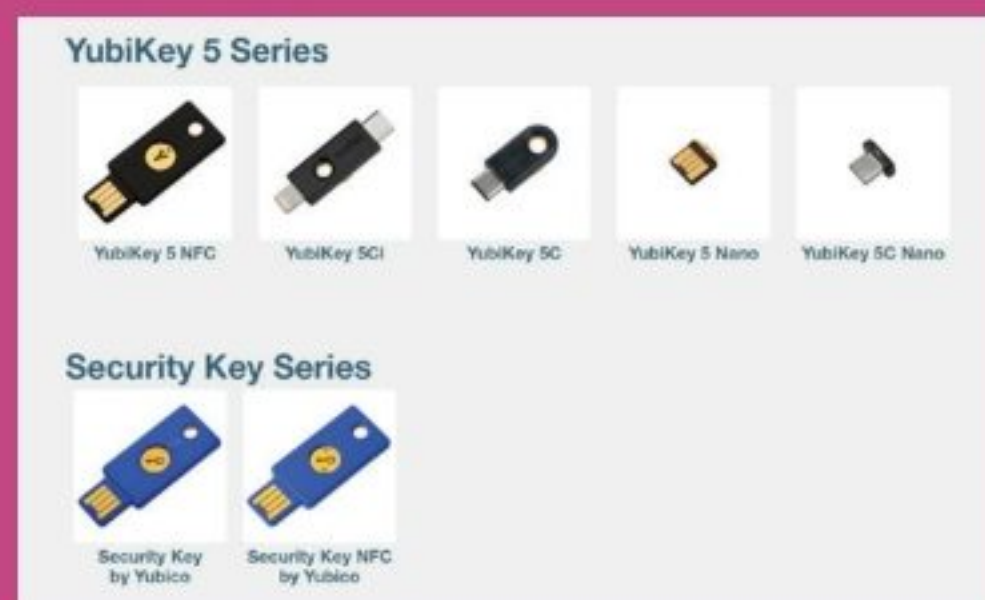 YubiKey 5 Series
YubiKey 5 NFC
YubiKey 5Ci
YubiKey 5C
YubiKey 5 Nano
YubiKey 5C Nano
Security Key Series
Security Key
by Yubico
Security Key NFC
by Yubico